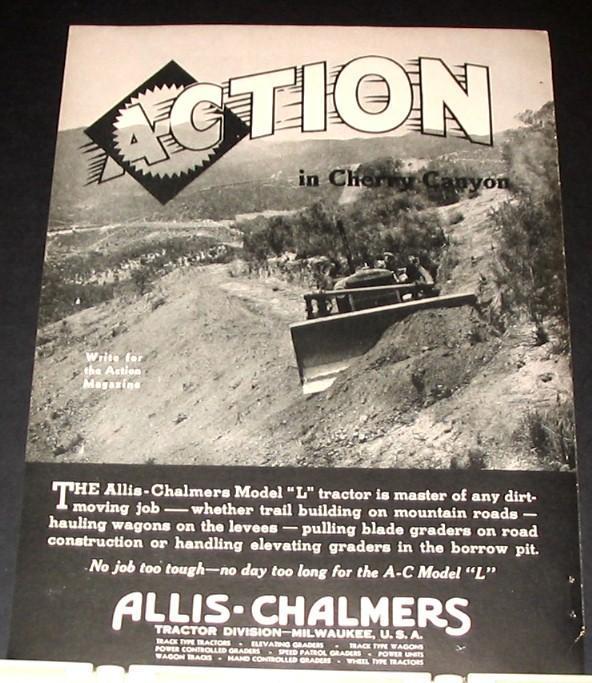 A-CTION
in Cherry Canyon
Write for
the Action
Magazine
THE Allis-Chalmers Model "L" tractor is master of any dirt-
moving job — whether trail building on mountain roads —
hauling wagons on the levees — pulling blade graders on road
construction or handling elevating graders in the borrow pit.
No job too tough—no day too long for the A-C Model "L"
ALLIS-CHALMERS
TRACTOR DIVISION—MILWAUKEE, U. S. A.
TRACK TYPE TRACTORS - ELEVATING GRADERS - TRACK TYPE WAGONS
POWER CONTROLLED GRADERS - SPEED PATROL GRADERS - POWER UNITS
WAGON TRACKS - HAND CONTROLLED GRADERS - WHEEL TYPE TRACTORS